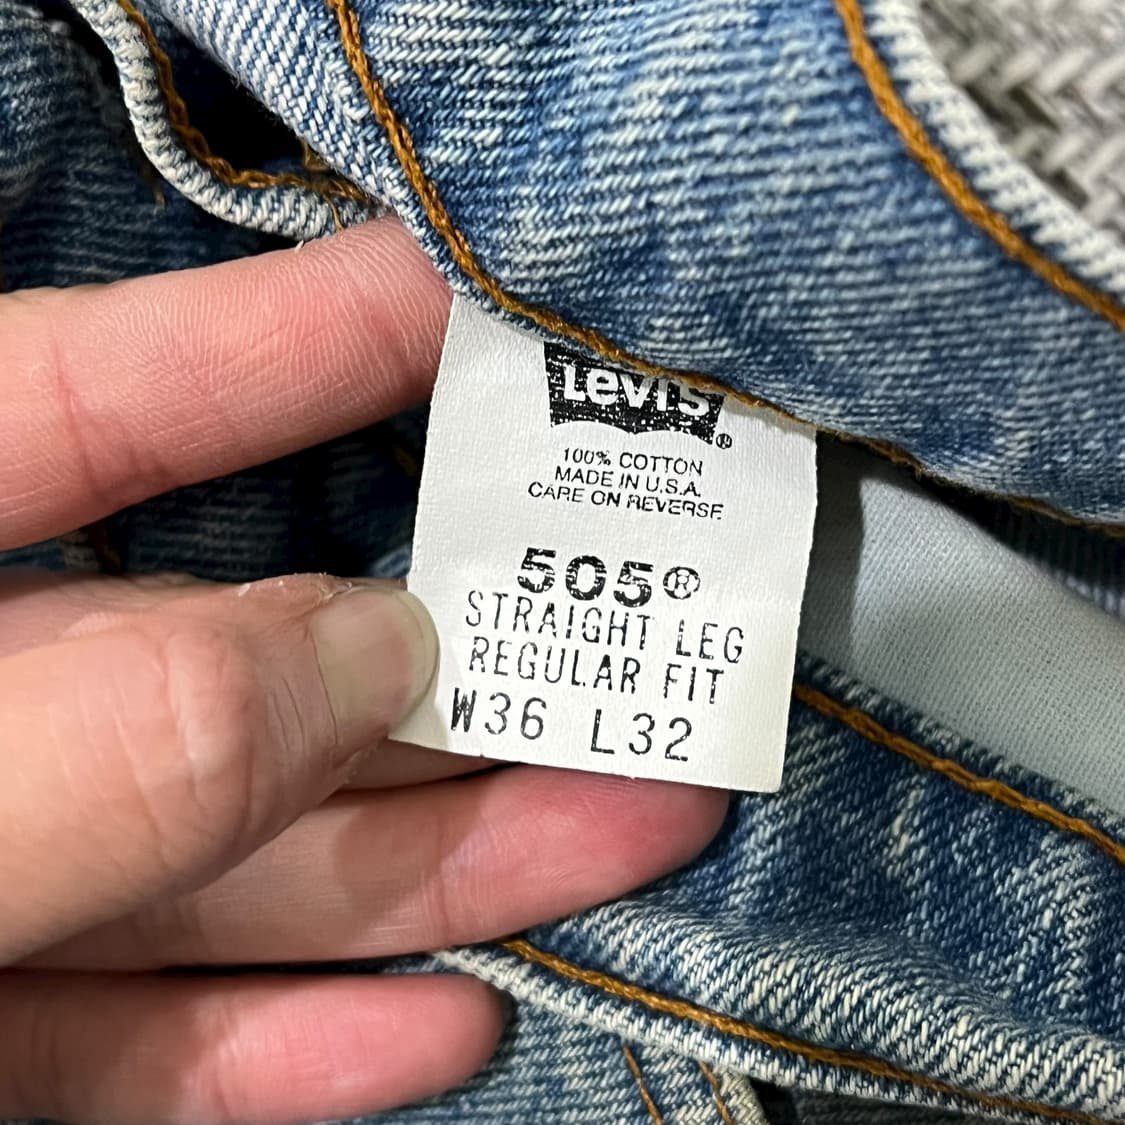 Levi's ®
100% COTTON
MADE IN U.S.A.
CARE ON REVERSE
505®
STRAIGHT LEG
REGULAR FIT
W36 L32